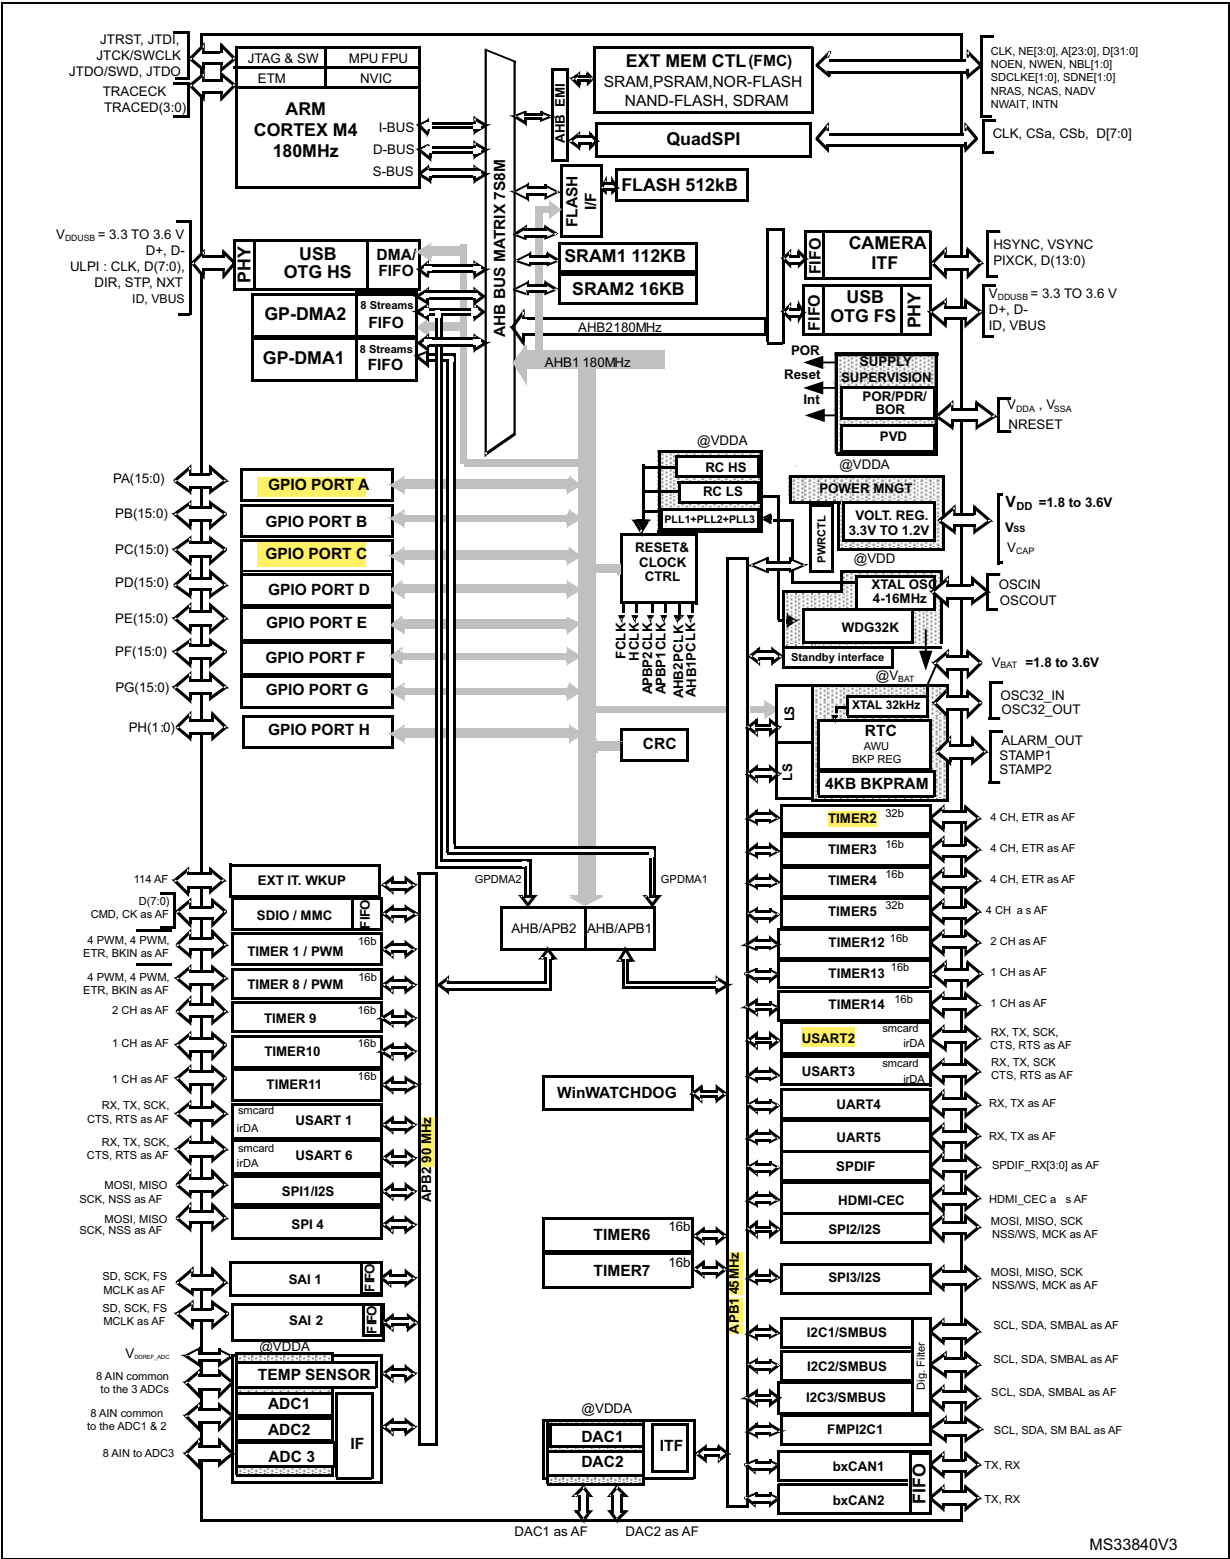 JTRST, JTDI,
JTCK/SWCLK
JTDO/SWD, JTDO
TRACECK
TRACED(3:0)
JTAG & SW
MPU FPU
ETM
NVIC
ARM
CORTEX M4
180MHz
I-BUS
D-BUS
S-BUS
AHB BUS MATRIX 7S8M
AHB EMI
EXT MEM CTL (FMC)
SRAM,PSRAM,NOR-FLASH
NAND-FLASH, SDRAM
QuadSPI
CLK, NE[3:0], A[23:0], D[31:0]
NOEN, NWEN, NBL[1:0]
SDCLKE[1:0], SDNE[1:0]
NRAS, NCAS, NADV
NWAIT, INTN
CLK, CSa, CSb, D[7:0]
FLASH
I/F
FLASH 512kB
SRAM1 112KB
SRAM2 16KB
VDDUSB = 3.3 TO 3.6 V
D+, D-
ULPI : CLK, D(7:0),
DIR, STP, NXT
ID, VBUS
PHY
USB
OTG HS
DMA/
FIFO
GP-DMA2
8 Streams
FIFO
GP-DMA1
8 Streams
FIFO
AHB2 180MHz
AHB1 180MHz
FIFO
CAMERA
ITF
HSYNC, VSYNC
PIXCK, D(13:0)
FIFO
USB
OTG FS
PHY
VDDUSB = 3.3 TO 3.6 V
D+, D-
ID, VBUS
POR
Reset
Int
SUPPLY
SUPERVISION
POR/PDR/
BOR
PVD
VDDA , VSSA
NRESET
@VDDA
RC HS
RC LS
PLL1+PLL2+PLL3
RESET&
CLOCK
CTRL
FCLK
HCLK
APBP2CLK
APBP1CLK
AHB2PCLK
AHB1PCLK
@VDDA
POWER MNGT
VOLT. REG.
3.3V TO 1.2V
PWRCTL
VDD =1.8 to 3.6V
Vss
VCAP
@VDD
XTAL OSC
4-16MHz
OSCIN
OSCOUT
WDG32K
Standby interface
VBAT =1.8 to 3.6V
@VBAT
LS
LS
XTAL 32kHz
OSC32_IN
OSC32_OUT
RTC
AWU
BKP REG
4KB BKPRAM
ALARM_OUT
STAMP1
STAMP2
PA(15:0)
GPIO PORT A
PB(15:0)
GPIO PORT B
PC(15:0)
GPIO PORT C
PD(15:0)
GPIO PORT D
PE(15:0)
GPIO PORT E
PF(15:0)
GPIO PORT F
PG(15:0)
GPIO PORT G
PH(1:0)
GPIO PORT H
CRC
GPDMA2
GPDMA1
AHB/APB2
AHB/APB1
114 AF
EXT IT. WKUP
D(7:0)
CMD, CK as AF
SDIO / MMC
FIFO
4 PWM, 4 PWM,
ETR, BKIN as AF
TIMER 1 / PWM
16b
4 PWM, 4 PWM,
ETR, BKIN as AF
TIMER 8 / PWM
16b
2 CH as AF
TIMER 9
16b
1 CH as AF
TIMER10
16b
1 CH as AF
TIMER11
16b
RX, TX, SCK,
CTS, RTS as AF
smcard
irDA
USART 1
RX, TX, SCK,
CTS, RTS as AF
smcard
irDA
USART 6
MOSI, MISO
SCK, NSS as AF
SPI1/I2S
MOSI, MISO
SCK, NSS as AF
SPI 4
SD, SCK, FS
MCLK as AF
SAI 1
FIFO
SD, SCK, FS
MCLK as AF
SAI 2
FIFO
APB2 90 MHz
VDDREF_ADC
@VDDA
TEMP SENSOR
8 AIN common
to the 3 ADCs
ADC1
8 AIN common
to the ADC1 & 2
ADC2
8 AIN to ADC3
ADC 3
IF
WinWATCHDOG
TIMER6
16b
TIMER7
16b
@VDDA
DAC1
DAC2
ITF
DAC1 as AF
DAC2 as AF
APB1 45MHz
TIMER2
32b
4 CH, ETR as AF
TIMER3
16b
4 CH, ETR as AF
TIMER4
16b
4 CH, ETR as AF
TIMER5
32b
4 CH a s AF
TIMER12
16b
2 CH as AF
TIMER13
16b
1 CH as AF
TIMER14
16b
1 CH as AF
USART2
smcard
irDA
RX, TX, SCK,
CTS, RTS as AF
USART3
smcard
irDA
RX, TX, SCK
CTS, RTS as AF
UART4
RX, TX as AF
UART5
RX, TX as AF
SPDIF
SPDIF_RX[3:0] as AF
HDMI-CEC
HDMI_CEC a s AF
SPI2/I2S
MOSI, MISO, SCK
NSS/WS, MCK as AF
SPI3/I2S
MOSI, MISO, SCK
NSS/WS, MCK as AF
I2C1/SMBUS
SCL, SDA, SMBAL as AF
I2C2/SMBUS
SCL, SDA, SMBAL as AF
I2C3/SMBUS
SCL, SDA, SMBAL as AF
Dig. Filter
FMPI2C1
SCL, SDA, SM BAL as AF
bxCAN1
TX, RX
bxCAN2
TX, RX
FIFO
MS33840V3